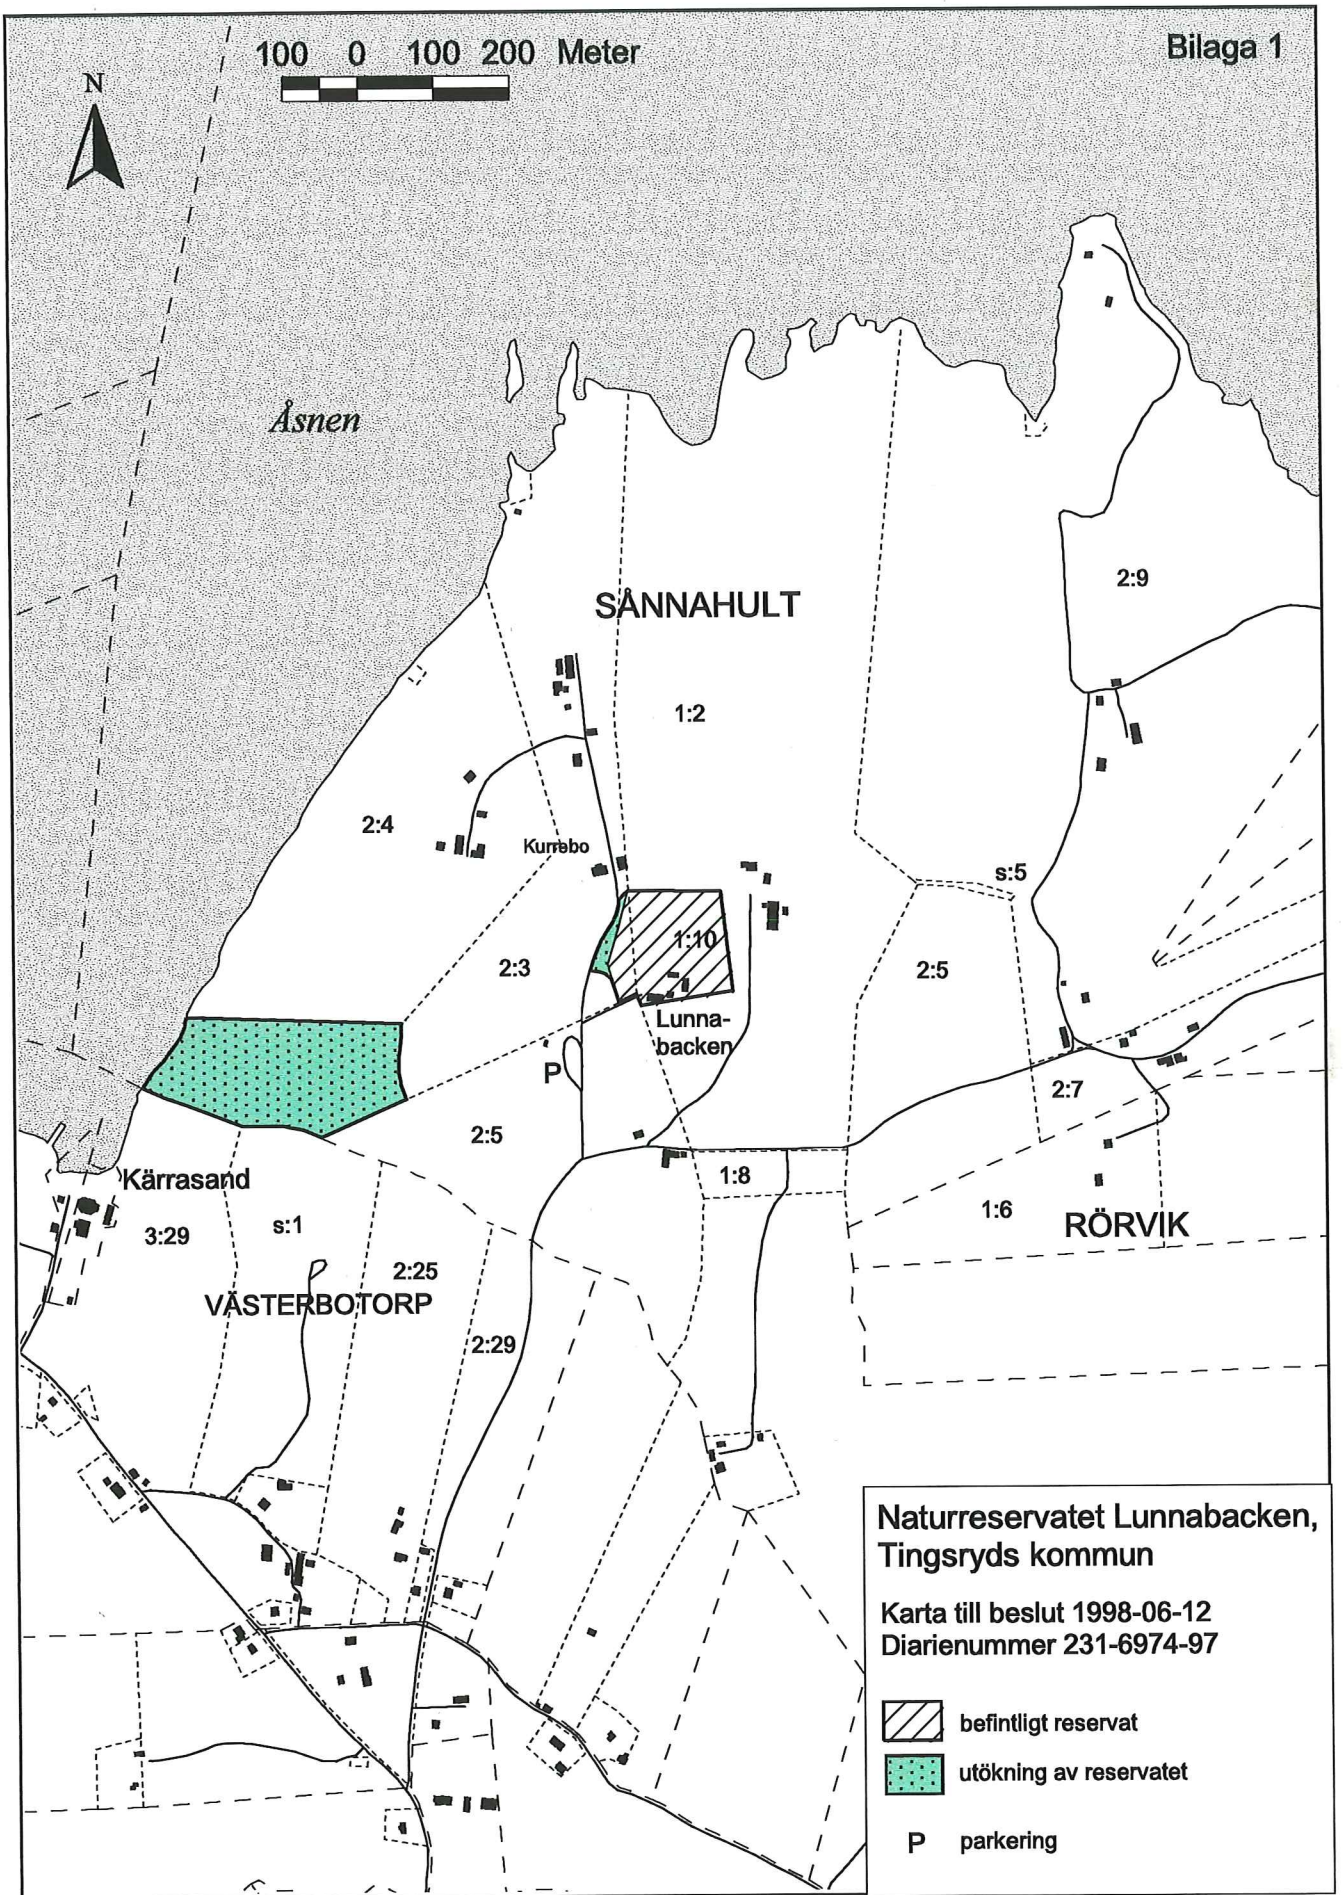 100 0 100 200 Meter
Bilaga 1
N
Åsnen
2:9
SÅNNAHULT
1:2
2:4
Kurrebo
s:5
1:10
2:3
2:5
Lunna-
backen
P
2:7
2:5
1:8
Kärrasand
1:6
3:29
s:1
RÖRVIK
2:25
VÄSTERBOTORP
2:29
Naturreservatet Lunnabacken,
Tingsryds kommun
Karta till beslut 1998-06-12
Diarienummer 231-6974-97
befintligt reservat
utökning av reservatet
P parkering